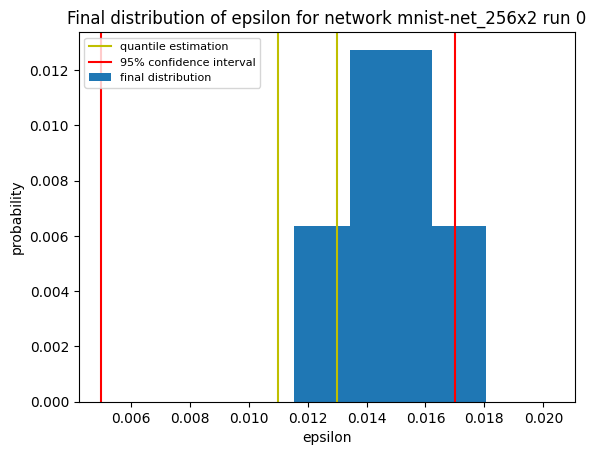 Final distribution of epsilon for network mnist-net_256x2 run 0
quantile estimation
95% confidence interval
final distribution
0.012
0.010
0.008
0.006
0.004
0.002
0.000
probability
0.006 0.008 0.010 0.012 0.014 0.016 0.018 0.020
epsilon